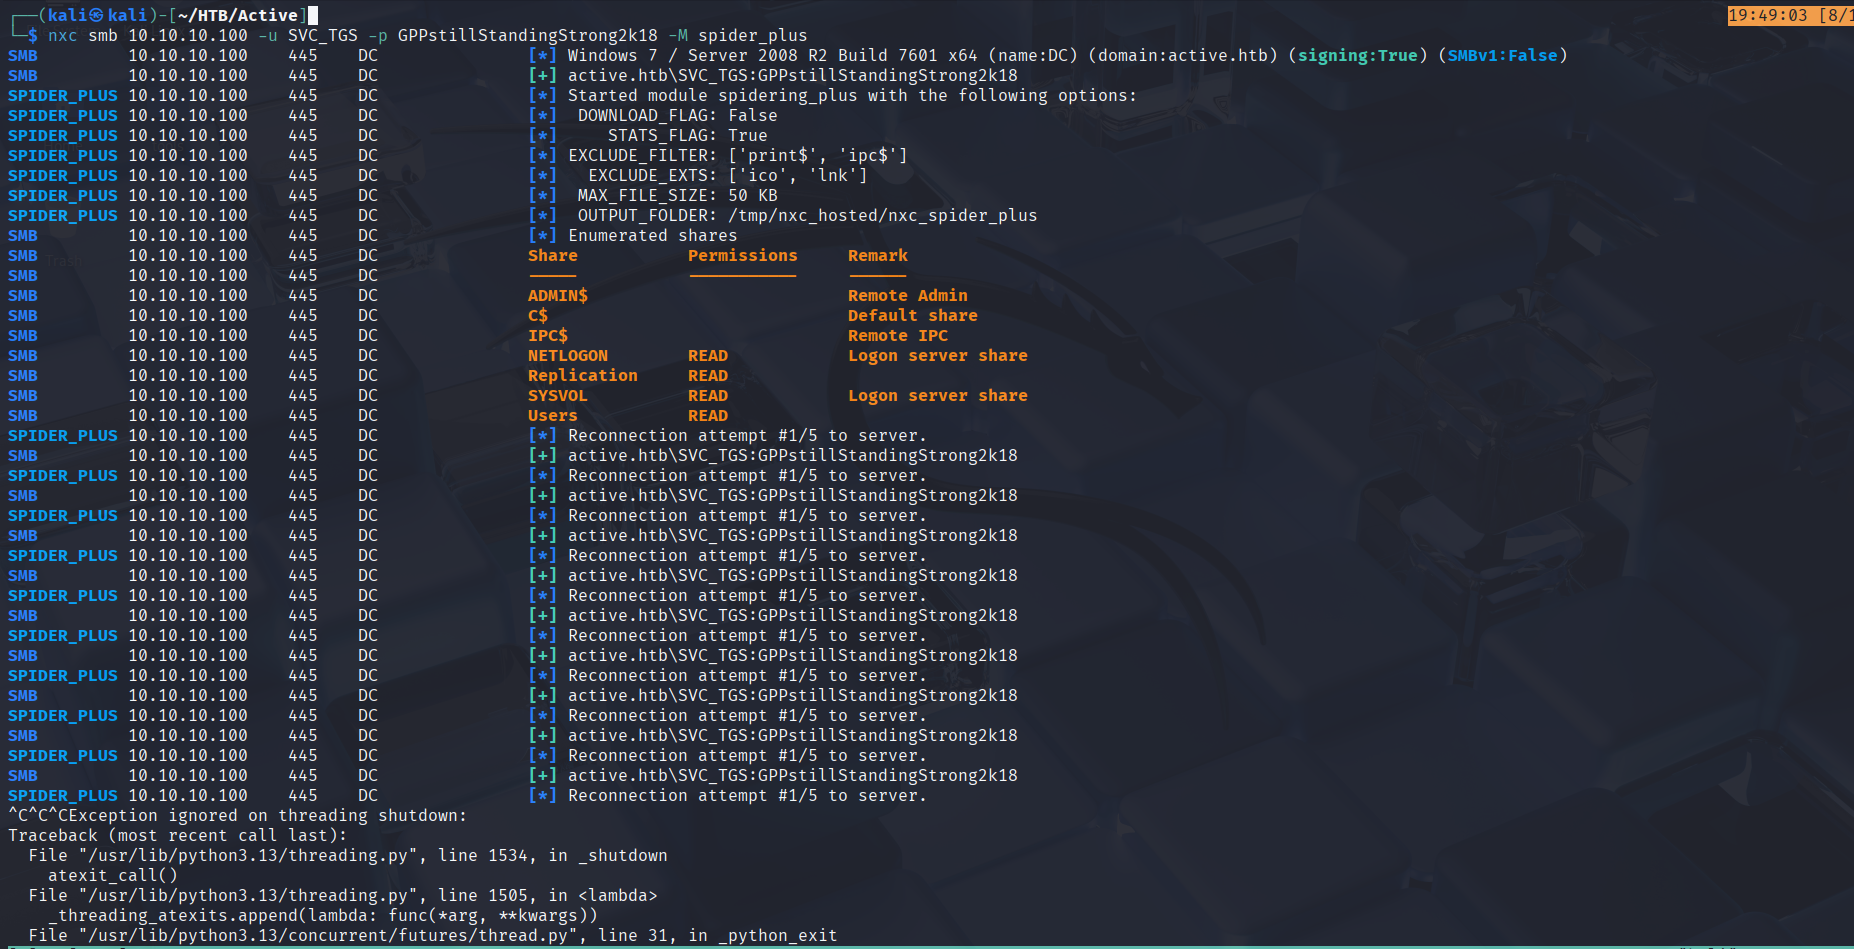 ┌──(kali㉿kali)-[~/HTB/Active]
19:49:03 [8/1
└─$ nxc smb 10.10.10.100 -u SVC_TGS -p GPPstillStandingStrong2k18 -M spider_plus
SMB 10.10.10.100 445 DC [*] Windows 7 / Server 2008 R2 Build 7601 x64 (name:DC) (domain:active.htb) (signing:True) (SMBv1:False)
SMB 10.10.10.100 445 DC [+] active.htb\SVC_TGS:GPPstillStandingStrong2k18
SPIDER_PLUS 10.10.10.100 445 DC [*] Started module spidering_plus with the following options:
SPIDER_PLUS 10.10.10.100 445 DC [*] DOWNLOAD_FLAG: False
SPIDER_PLUS 10.10.10.100 445 DC [*] STATS_FLAG: True
SPIDER_PLUS 10.10.10.100 445 DC [*] EXCLUDE_FILTER: ['print$', 'ipc$']
SPIDER_PLUS 10.10.10.100 445 DC [*] EXCLUDE_EXTS: ['ico', 'lnk']
SPIDER_PLUS 10.10.10.100 445 DC [*] MAX_FILE_SIZE: 50 KB
SPIDER_PLUS 10.10.10.100 445 DC [*] OUTPUT_FOLDER: /tmp/nxc_hosted/nxc_spider_plus
SMB 10.10.10.100 445 DC [*] Enumerated shares
SMB 10.10.10.100 445 DC Share Permissions Remark
SMB 10.10.10.100 445 DC ----- ----------- ------
SMB 10.10.10.100 445 DC ADMIN$ Remote Admin
SMB 10.10.10.100 445 DC C$ Default share
SMB 10.10.10.100 445 DC IPC$ Remote IPC
SMB 10.10.10.100 445 DC NETLOGON READ Logon server share
SMB 10.10.10.100 445 DC Replication READ
SMB 10.10.10.100 445 DC SYSVOL READ Logon server share
SMB 10.10.10.100 445 DC Users READ
SPIDER_PLUS 10.10.10.100 445 DC [*] Reconnection attempt #1/5 to server.
SMB 10.10.10.100 445 DC [+] active.htb\SVC_TGS:GPPstillStandingStrong2k18
SPIDER_PLUS 10.10.10.100 445 DC [*] Reconnection attempt #1/5 to server.
SMB 10.10.10.100 445 DC [+] active.htb\SVC_TGS:GPPstillStandingStrong2k18
SPIDER_PLUS 10.10.10.100 445 DC [*] Reconnection attempt #1/5 to server.
SMB 10.10.10.100 445 DC [+] active.htb\SVC_TGS:GPPstillStandingStrong2k18
SPIDER_PLUS 10.10.10.100 445 DC [*] Reconnection attempt #1/5 to server.
SMB 10.10.10.100 445 DC [+] active.htb\SVC_TGS:GPPstillStandingStrong2k18
SPIDER_PLUS 10.10.10.100 445 DC [*] Reconnection attempt #1/5 to server.
SMB 10.10.10.100 445 DC [+] active.htb\SVC_TGS:GPPstillStandingStrong2k18
SPIDER_PLUS 10.10.10.100 445 DC [*] Reconnection attempt #1/5 to server.
SMB 10.10.10.100 445 DC [+] active.htb\SVC_TGS:GPPstillStandingStrong2k18
SPIDER_PLUS 10.10.10.100 445 DC [*] Reconnection attempt #1/5 to server.
SMB 10.10.10.100 445 DC [+] active.htb\SVC_TGS:GPPstillStandingStrong2k18
SPIDER_PLUS 10.10.10.100 445 DC [*] Reconnection attempt #1/5 to server.
SMB 10.10.10.100 445 DC [+] active.htb\SVC_TGS:GPPstillStandingStrong2k18
SPIDER_PLUS 10.10.10.100 445 DC [*] Reconnection attempt #1/5 to server.
SMB 10.10.10.100 445 DC [+] active.htb\SVC_TGS:GPPstillStandingStrong2k18
SPIDER_PLUS 10.10.10.100 445 DC [*] Reconnection attempt #1/5 to server.
^C^C^CException ignored on threading shutdown:
Traceback (most recent call last):
  File "/usr/lib/python3.13/threading.py", line 1534, in _shutdown
    atexit_call()
  File "/usr/lib/python3.13/threading.py", line 1505, in <lambda>
    _threading_atexits.append(lambda: func(*arg, **kwargs))
  File "/usr/lib/python3.13/concurrent/futures/thread.py", line 31, in _python_exit